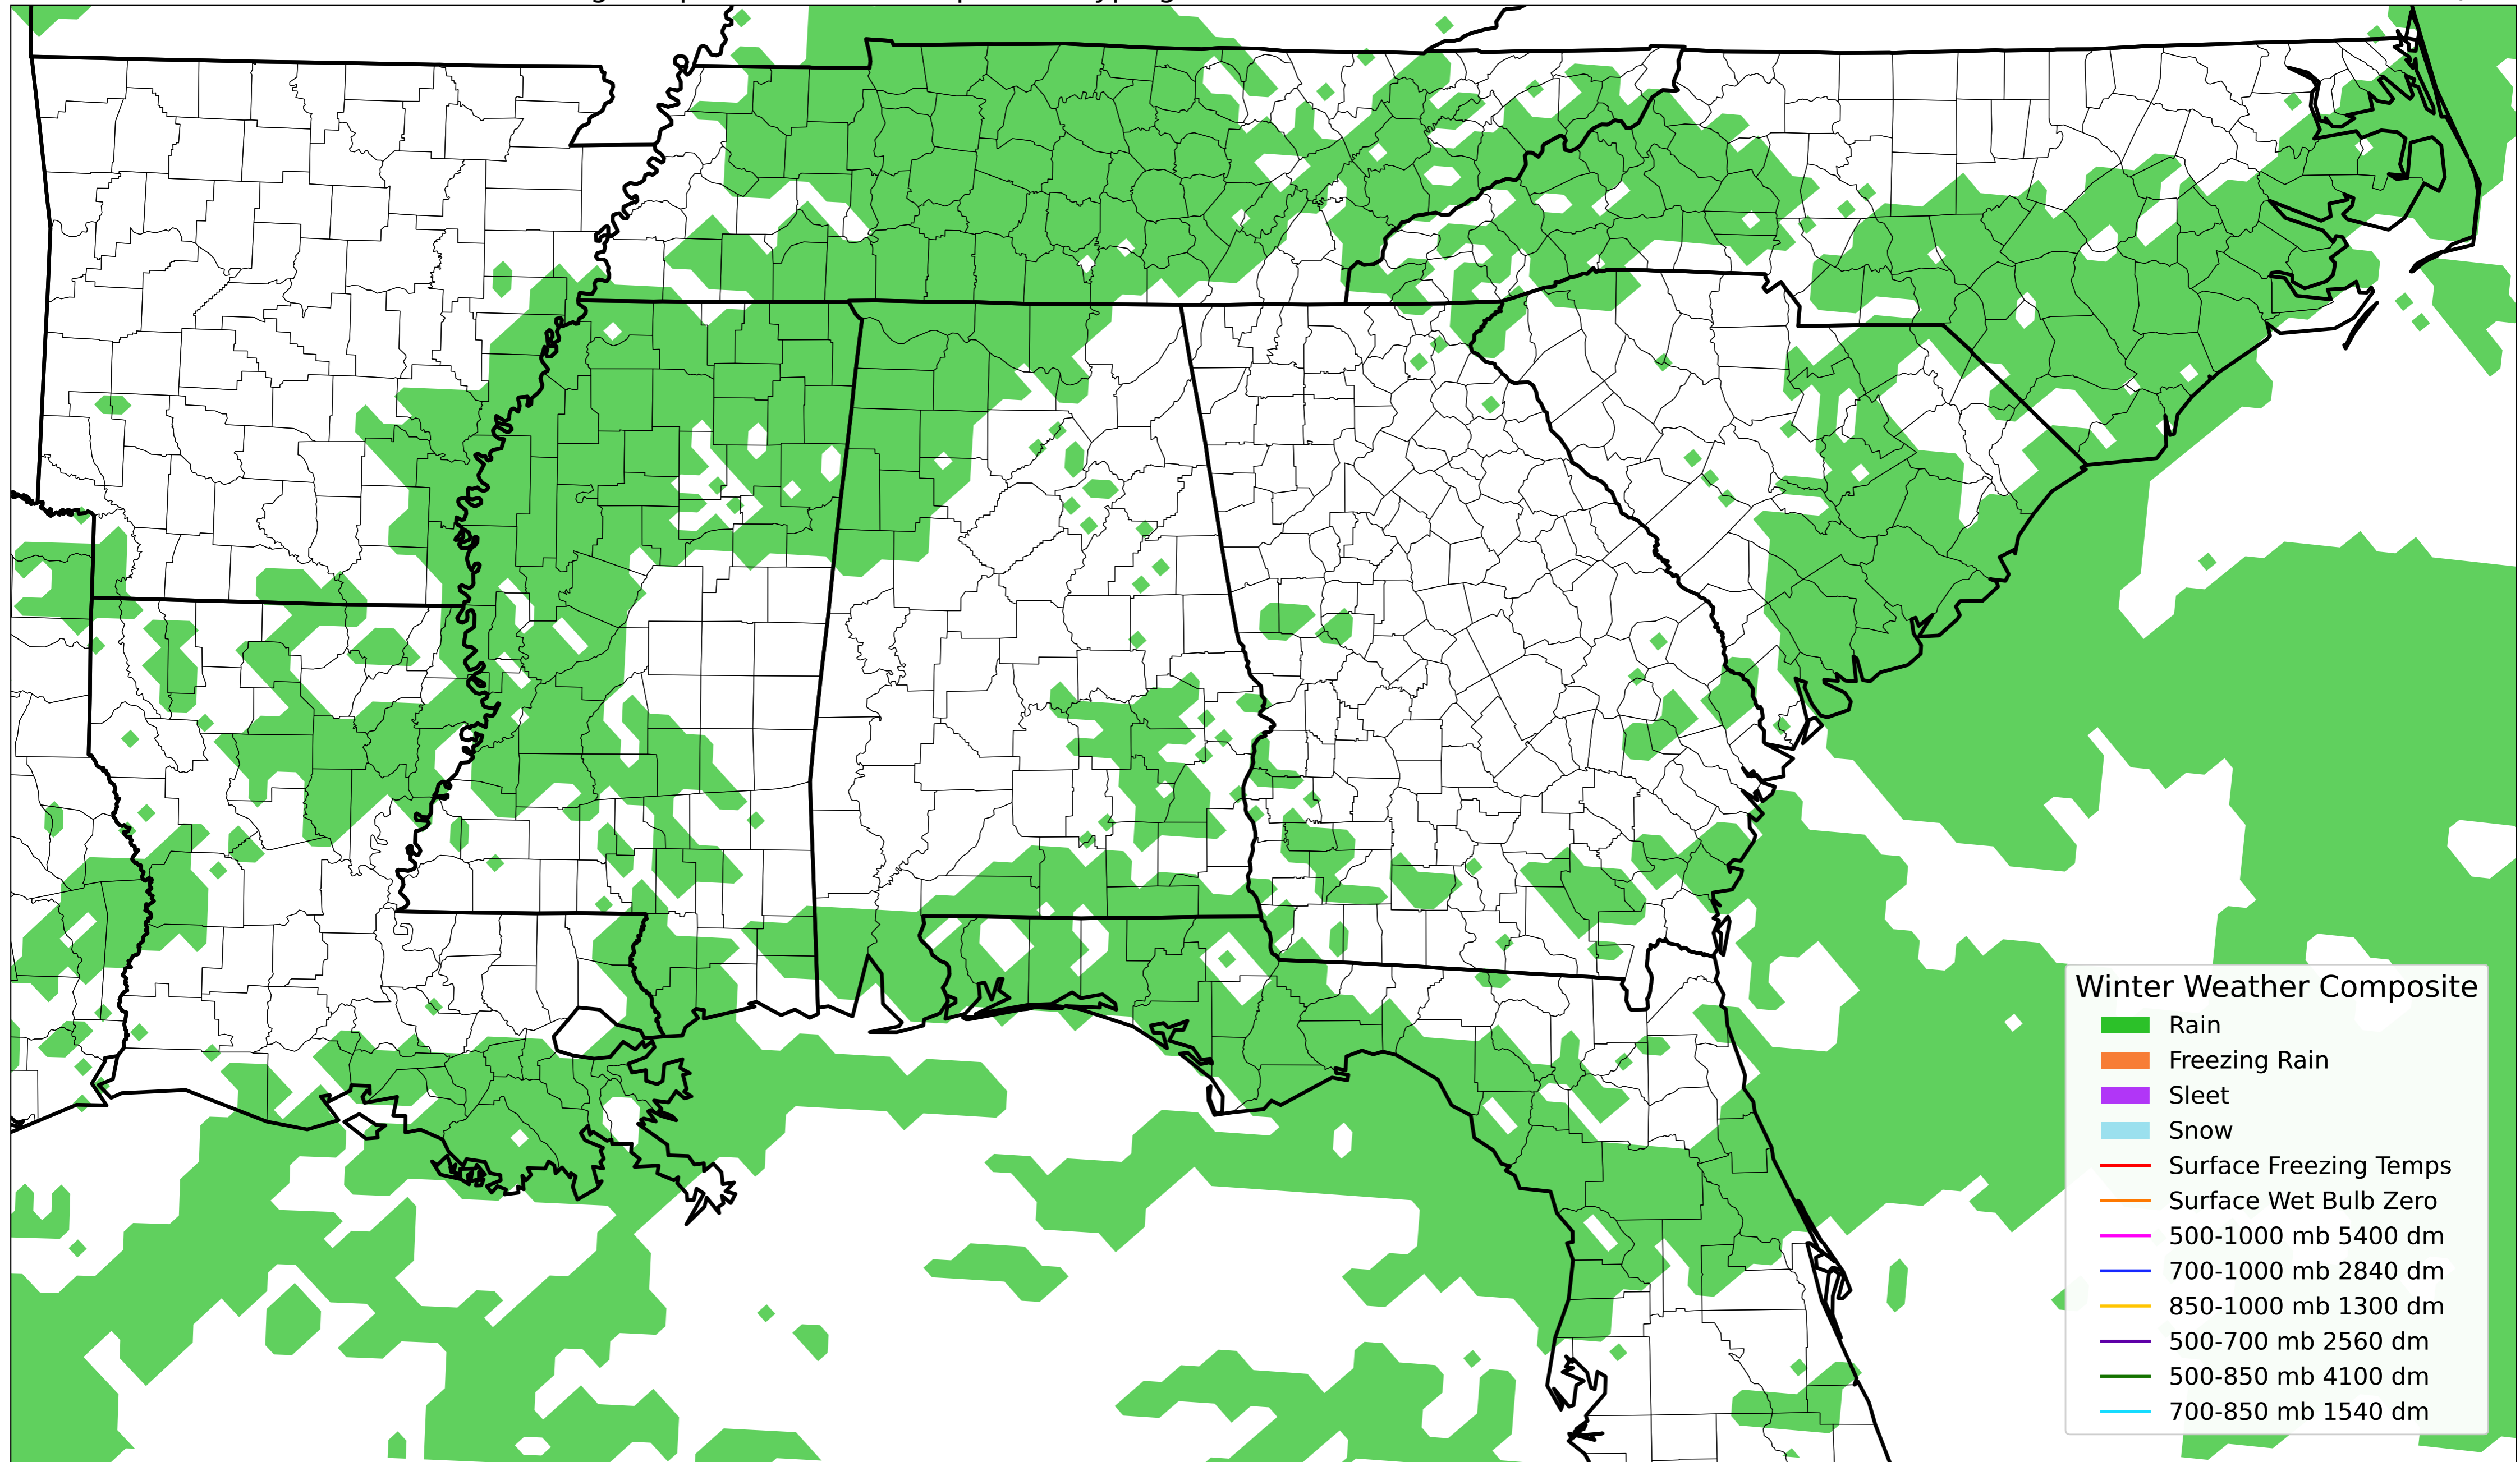 Winter Weather Composite
Rain
Freezing Rain
Sleet
Snow
Surface Freezing Temps
Surface Wet Bulb Zero
500-1000 mb 5400 dm
700-1000 mb 2840 dm
850-1000 mb 1300 dm
500-700 mb 2560 dm
500-850 mb 4100 dm
700-850 mb 1540 dm